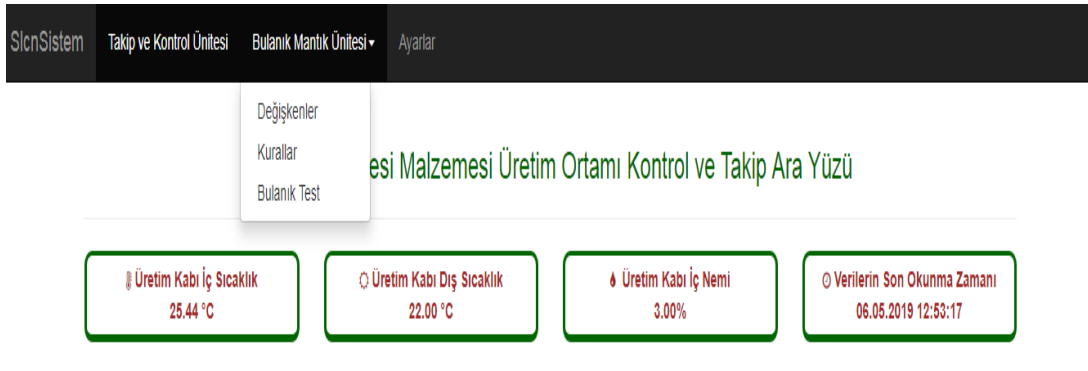 SlcnSistem Takip ve Kontrol Ünitesi Bulanık Mantık Ünitesi Ayarlar
Değişkenler
Kurallar
Bulanık Test
esi Malzemesi Üretim Ortamı Kontrol ve Takip Ara Yüzü
Üretim Kabı İç Sıcaklık
25.44 °C
Üretim Kabı Dış Sıcaklık
22.00 °C
Üretim Kabı İç Nemi
3.00%
Verilerin Son Okunma Zamanı
06.05.2019 12:53:17